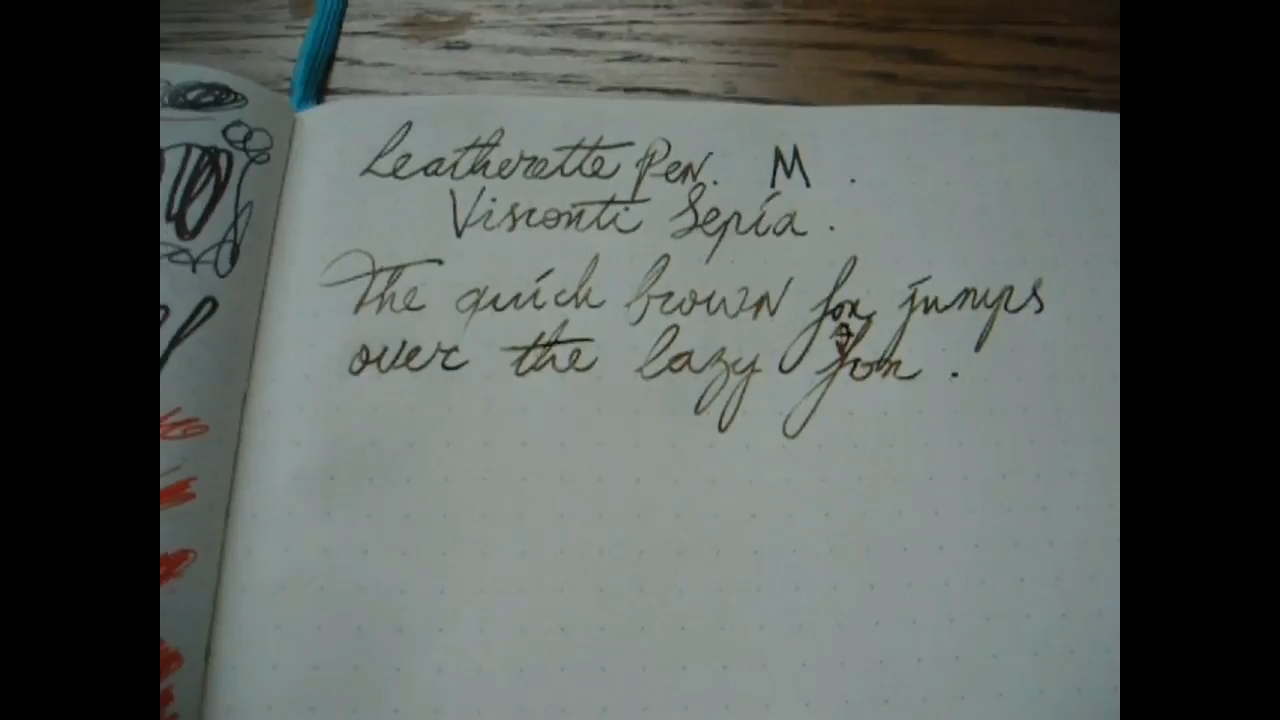 Leatherette Pen. M.
Visconti Sepia.
The quick brown fox jumps
over the lazy fox.